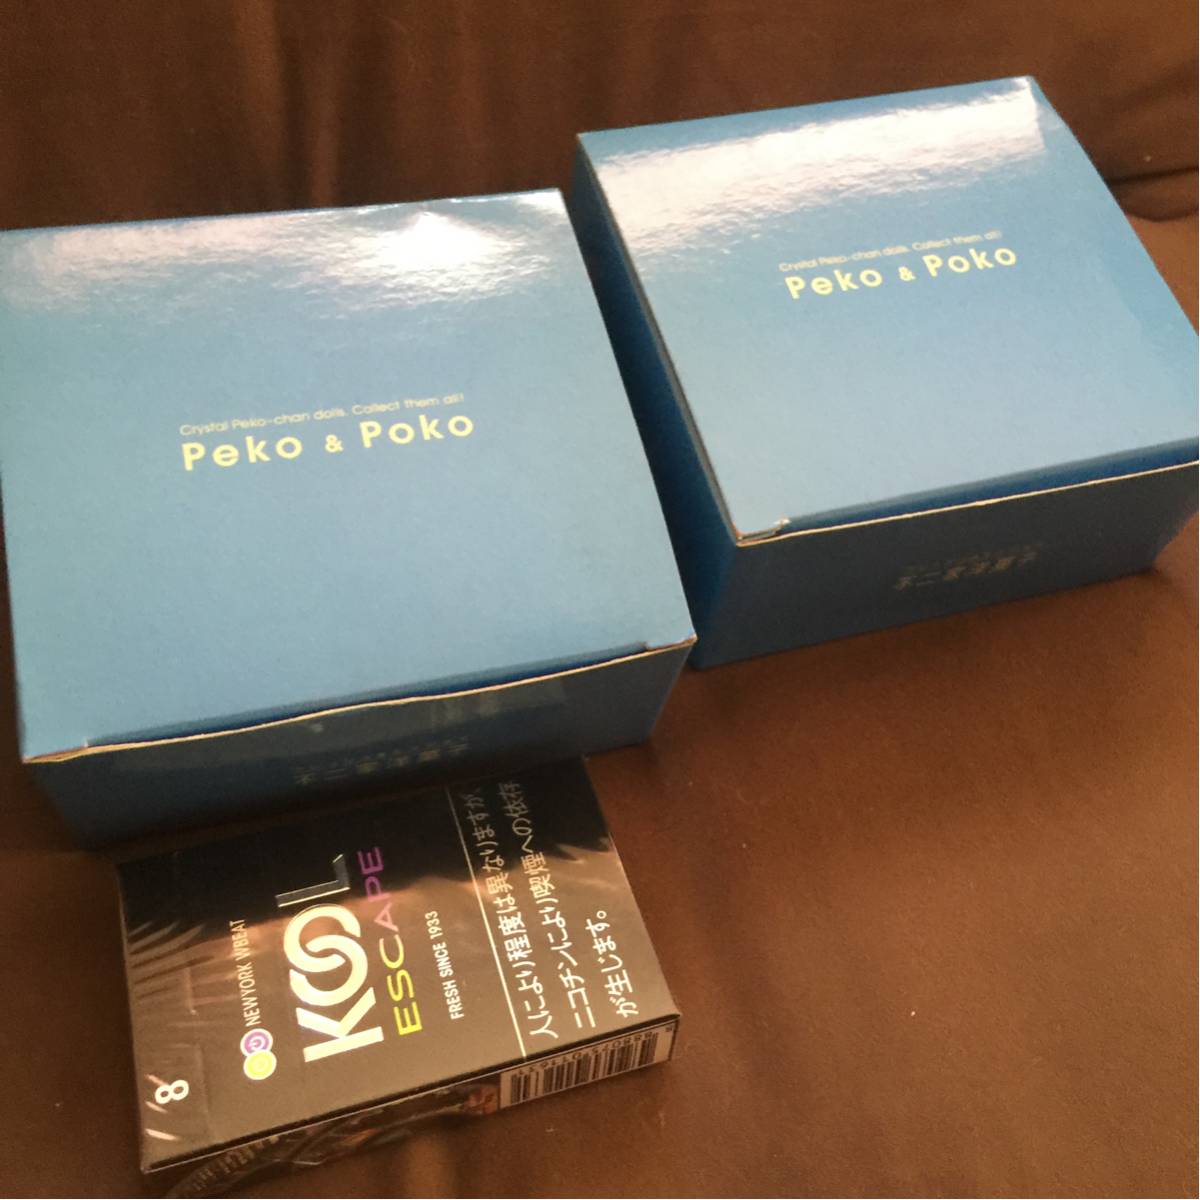 Crystal Peko-chan dolls. Collect them all!
Peko & Poko
Crystal Peko-chan dolls. Collect them all!
Peko & Poko
8
NEWYORK WBEAT
KOOL
ESCAPE
FRESH SINCE 1933
人により程度は異なりますが、
ニコチンにより喫煙への依存
が生じます。